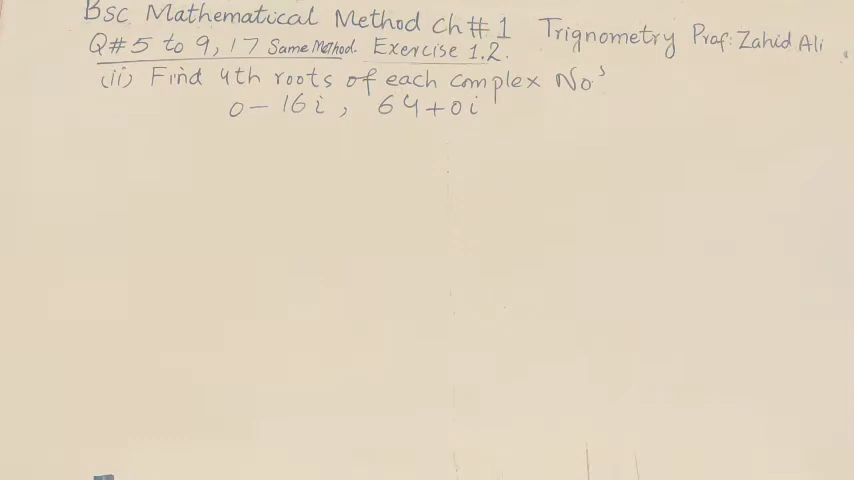 Bsc Mathematical Method Ch#1 Trignometry Prof: Zahid Ali
Q#5 to 9, 17 Same Method. Exercise 1.2.
(ii) Find 4th roots of each complex No's
0-16i, 64+0i